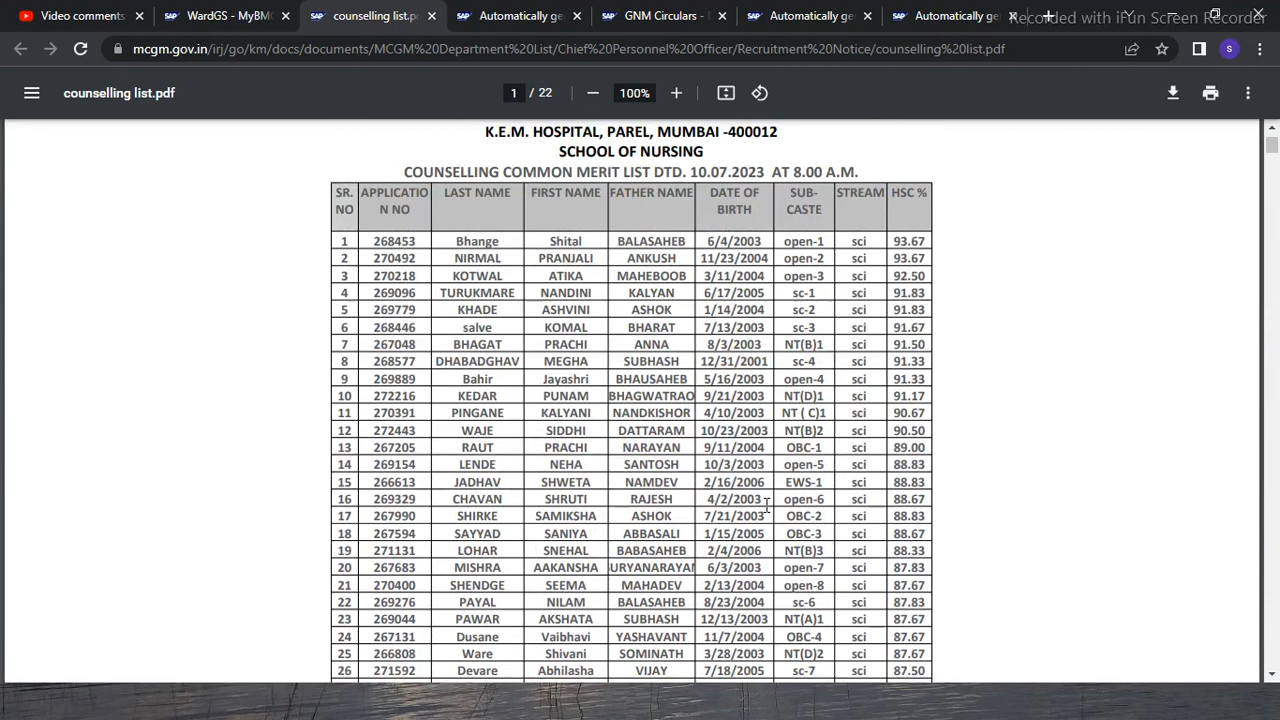 Video comments
WardGS - MyBM
counselling list.p
Automatically ge
GNM Circulars -
Automatically ge
Automatically ge
Recorded with iFun Screen Recorder
mcgm.gov.in/irj/go/km/docs/documents/MCGM%20Department%20List/Chief%20Personnel%20Officer/Recruitment%20Notice/counselling%20list.pdf
S
counselling list.pdf
1 / 22
100%
K.E.M. HOSPITAL, PAREL, MUMBAI -400012
SCHOOL OF NURSING
COUNSELLING COMMON MERIT LIST DTD. 10.07.2023 AT 8.00 A.M.
SR. NO APPLICATIO N NO LAST NAME FIRST NAME FATHER NAME DATE OF BIRTH SUB- CASTE STREAM HSC %
1 268453 Bhange Shital BALASAHEB 6/4/2003 open-1 sci 93.67
2 270492 NIRMAL PRANJALI ANKUSH 11/23/2004 open-2 sci 93.67
3 270218 KOTWAL ATIKA MAHEBOOB 3/11/2004 open-3 sci 92.50
4 269096 TURUKMARE NANDINI KALYAN 6/17/2005 sc-1 sci 91.83
5 269779 KHADE ASHVINI ASHOK 1/14/2004 sc-2 sci 91.83
6 268446 salve KOMAL BHARAT 7/13/2003 sc-3 sci 91.67
7 267048 BHAGAT PRACHI ANNA 8/3/2003 NT(B)1 sci 91.50
8 268577 DHABADGHAV MEGHA SUBHASH 12/31/2001 sc-4 sci 91.33
9 269889 Bahir Jayashri BHAUSAHEB 5/16/2003 open-4 sci 91.33
10 272216 KEDAR PUNAM BHAGWATRAO 9/21/2003 NT(D)1 sci 91.17
11 270391 PINGANE KALYANI NANDKISHOR 4/10/2003 NT ( C)1 sci 90.67
12 272443 WAJE SIDDHI DATTARAM 10/23/2003 NT(B)2 sci 90.50
13 267205 RAUT PRACHI NARAYAN 9/11/2004 OBC-1 sci 89.00
14 269154 LENDE NEHA SANTOSH 10/3/2003 open-5 sci 88.83
15 266613 JADHAV SHWETA NAMDEV 2/16/2006 EWS-1 sci 88.83
16 269329 CHAVAN SHRUTI RAJESH 4/2/2003 open-6 sci 88.67
17 267990 SHIRKE SAMIKSHA ASHOK 7/21/2003 OBC-2 sci 88.83
18 267594 SAYYAD SANIYA ABBASALI 1/15/2005 OBC-3 sci 88.67
19 271131 LOHAR SNEHAL BABASAHEB 2/4/2006 NT(B)3 sci 88.33
20 267683 MISHRA AAKANSHA URYANARAYAN 6/3/2003 open-7 sci 87.83
21 270400 SHENDGE SEEMA MAHADEV 2/13/2004 open-8 sci 87.67
22 269276 PAYAL NILAM BALASAHEB 8/23/2004 sc-6 sci 87.83
23 269044 PAWAR AKSHATA SUBHASH 12/13/2003 NT(A)1 sci 87.67
24 267131 Dusane Vaibhavi YASHAVANT 11/7/2004 OBC-4 sci 87.67
25 266808 Ware Shivani SOMINATH 3/28/2003 NT(D)2 sci 87.67
26 271592 Devare Abhilasha VIJAY 7/18/2005 sc-7 sci 87.50